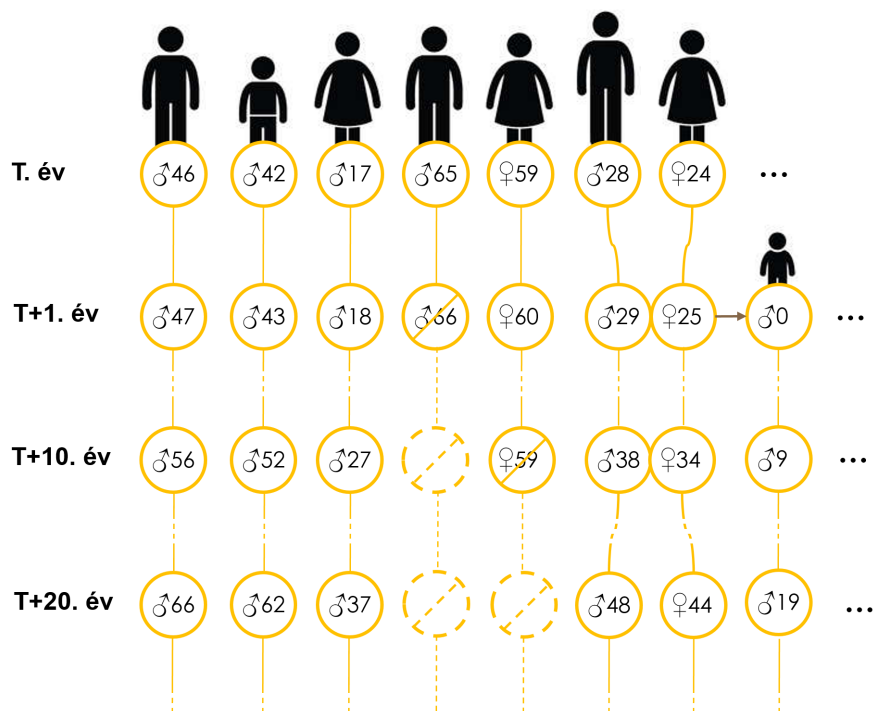 T. év ♂46 ♂42 ♂17 ♂65 ♀59 ♂28 ♀24 ...
T+1. év ♂47 ♂43 ♂18 ♂66 ♀60 ♂29 ♀25 ♂0 ...
T+10. év ♂56 ♂52 ♂27 ♀59 ♂38 ♀34 ♂9 ...
T+20. év ♂66 ♂62 ♂37 ♂48 ♀44 ♂19 ...